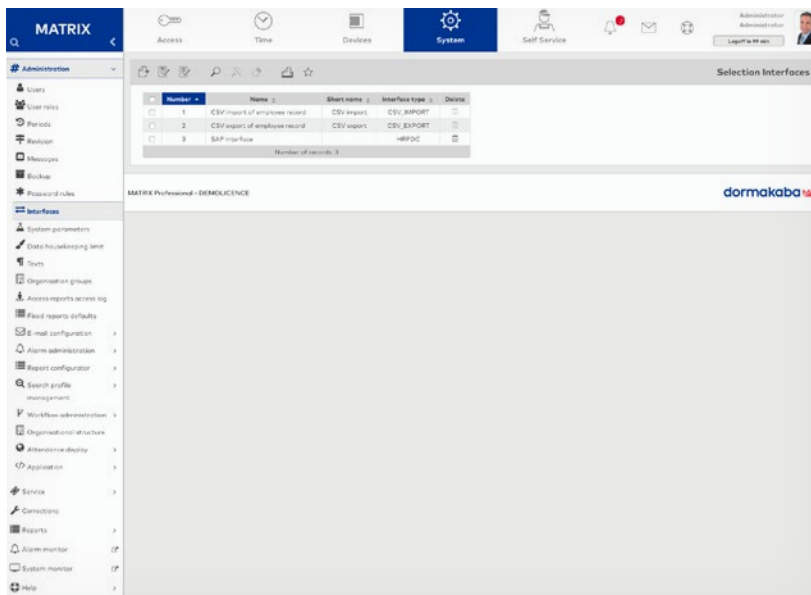 MATRIX
Access
Time
Devices
System
Self Service
Administrator
Administrator
Logoff in 99 min
# Administration
Selection Interfaces
Users
User roles
Periods
Revision
Messages
Backup
Password rules
Interfaces
System parameters
Data housekeeping limit
Texts
Organisation groups
Access reports access log
Fixed reports defaults
E-mail configuration
Alarm administration
Report configurator
Search profile
management
Workflow administration
Organisational structure
Attendance display
Application
Service
Corrections
Reports
Alarm monitor
System monitor
Help
Number Name Short name Interface type Delete
1 CSV import of employee record CSV import CSV_IMPORT
2 CSV export of employee record CSV export CSV_EXPORT
3 SAP Interface HRPDC
Number of records: 3
MATRIX Professional - DEMOLICENCE
dormakaba